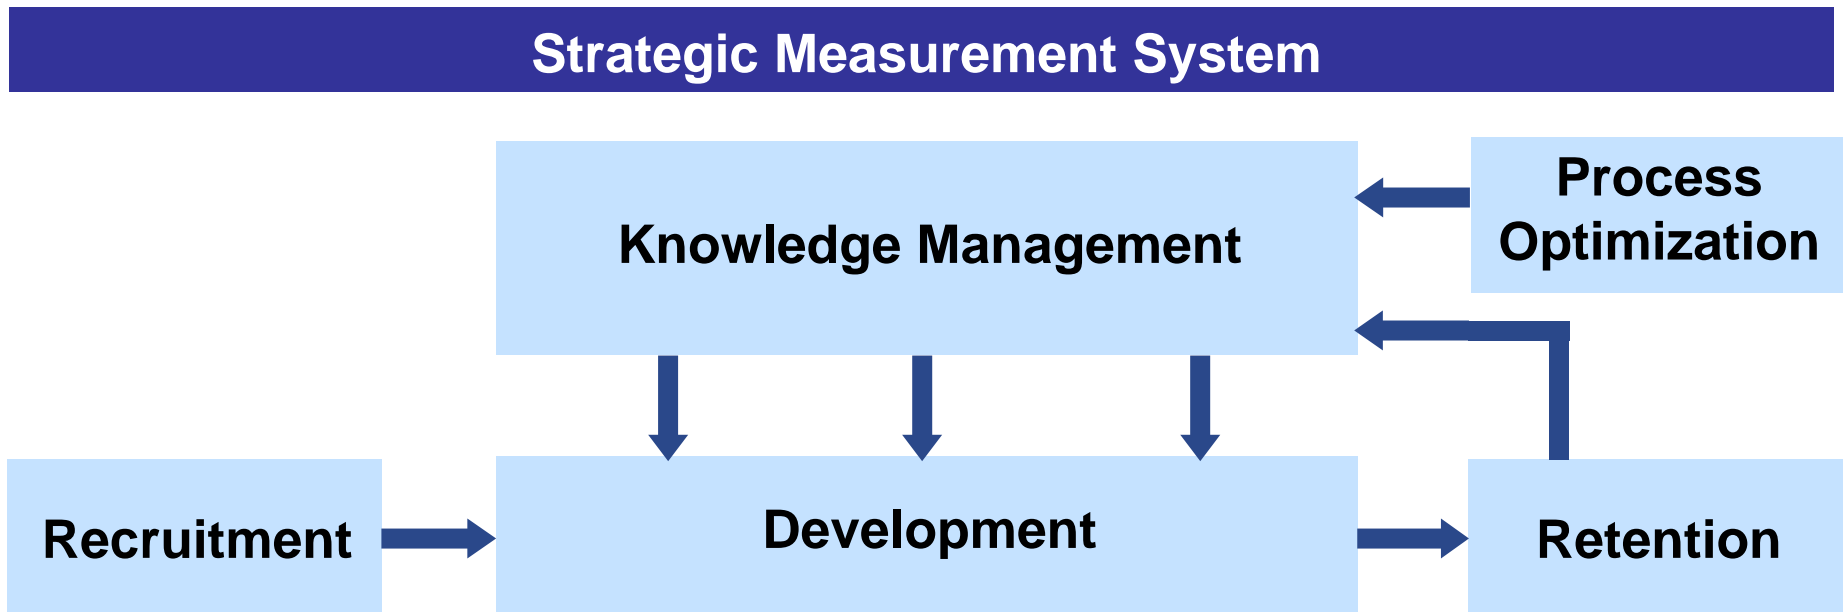 Strategic Measurement System
Process
Optimization
Knowledge Management
Recruitment
Development
Retention